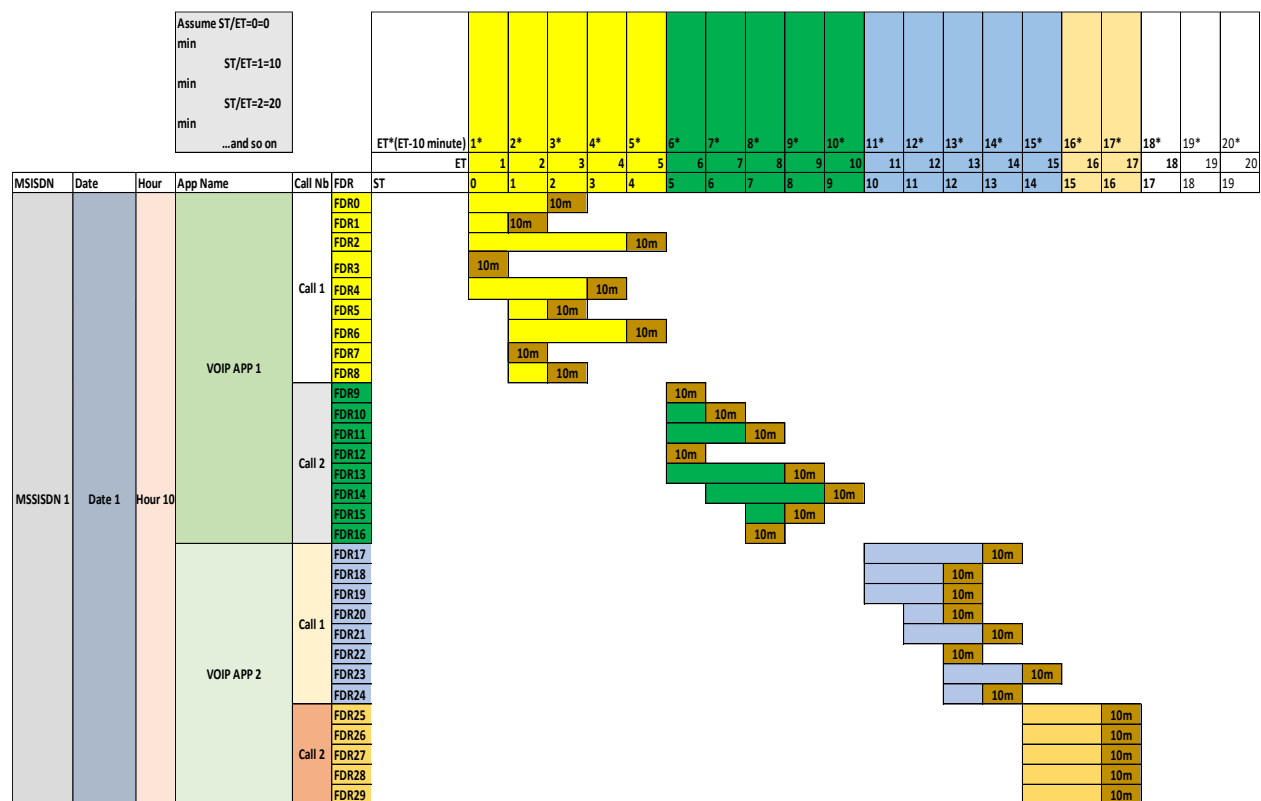 Assume ST/ET=0=0
min
ST/ET=1=10
min
ST/ET=2=20
min
...and so on
ET*(ET-10 minute) 1* 2* 3* 4* 5* 6* 7* 8* 9* 10* 11* 12* 13* 14* 15* 16* 17* 18* 19* 20*
ET 1 2 3 4 5 6 7 8 9 10 11 12 13 14 15 16 17 18 19 20
MSISDN Date Hour App Name Call Nb FDR ST 0 1 2 3 4 5 6 7 8 9 10 11 12 13 14 15 16 17 18 19
FDR0 10m
FDR1 10m
FDR2 10m
FDR3 10m
Call 1 FDR4 10m
FDR5 10m
FDR6 10m
FDR7 10m
VOIP APP 1 FDR8 10m
FDR9 10m
FDR10 10m
FDR11 10m
FDR12 10m
Call 2 FDR13 10m
MSSISDN 1 Date 1 Hour 10 FDR14 10m
FDR15 10m
FDR16 10m
FDR17 10m
FDR18 10m
FDR19 10m
FDR20 10m
Call 1 FDR21 10m
FDR22 10m
VOIP APP 2 FDR23 10m
FDR24 10m
FDR25 10m
FDR26 10m
Call 2 FDR27 10m
FDR28 10m
FDR29 10m